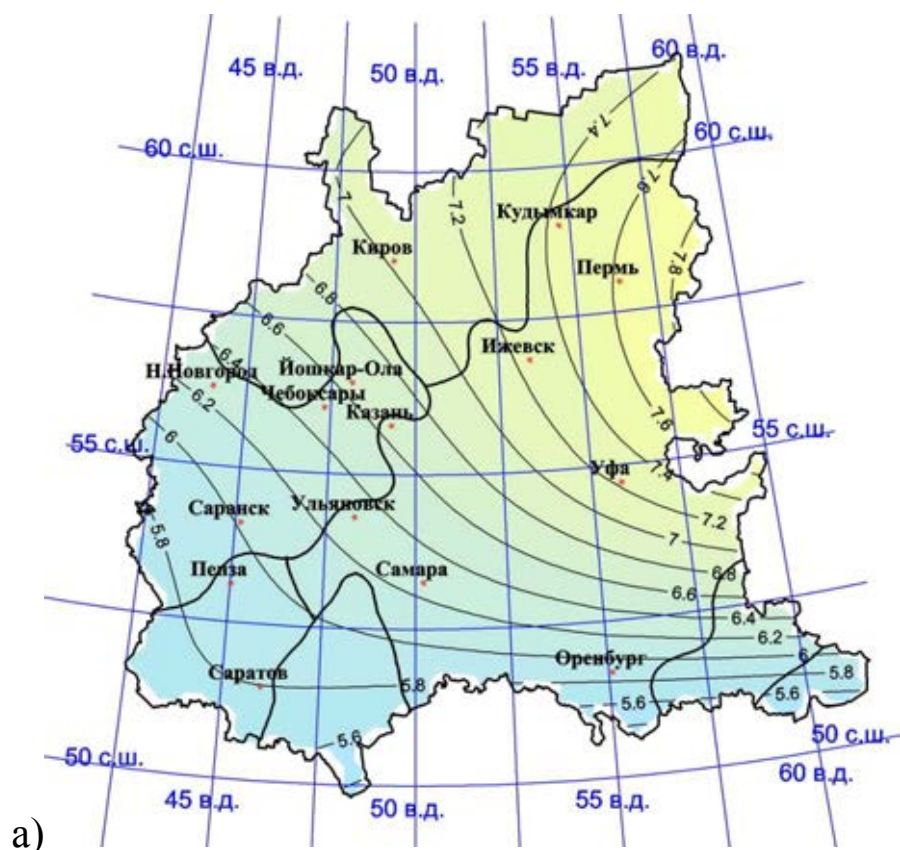 60 в.д.
45 в.д.
50 в.д.
55 в.д.
7.4
60 с.ш.
60 с.ш.
7.6
7
7.2
Кудымкар
Киров
7.8
Пермь
6.8
6.6
Ижевск
6.4
Йошкар-Ола
Н.Новгород
Чебоксары
6.2
7.6
Казань
55 с.ш.
6
55 с.ш.
Уфа
7.4
Ульяновск
Саранск
7.2
5.8
7
Пенза
Самара
6.8
6.6
6.4
6.2
Оренбург
6
Саратов
5.8
5.8
5.6
5.6
5.6
50 с.ш.
50 с.ш.
60 в.д.
45 в.д.
50 в.д.
55 в.д.
а)